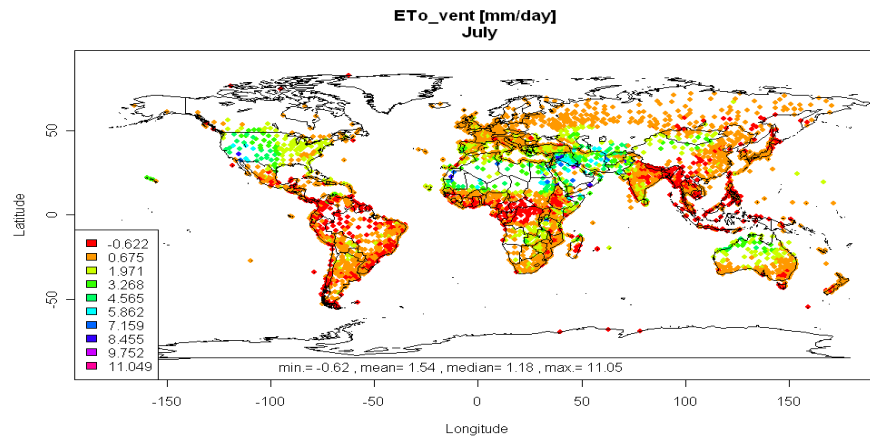 ETo_vent [mm/day]
July
50
0
-50
Latitude
-0.622
0.675
1.971
3.268
4.565
5.862
7.159
8.455
9.752
11.049
min.= -0.62 , mean= 1.54 , median= 1.18 , max.= 11.05
-150 -100 -50 0 50 100 150
Longitude